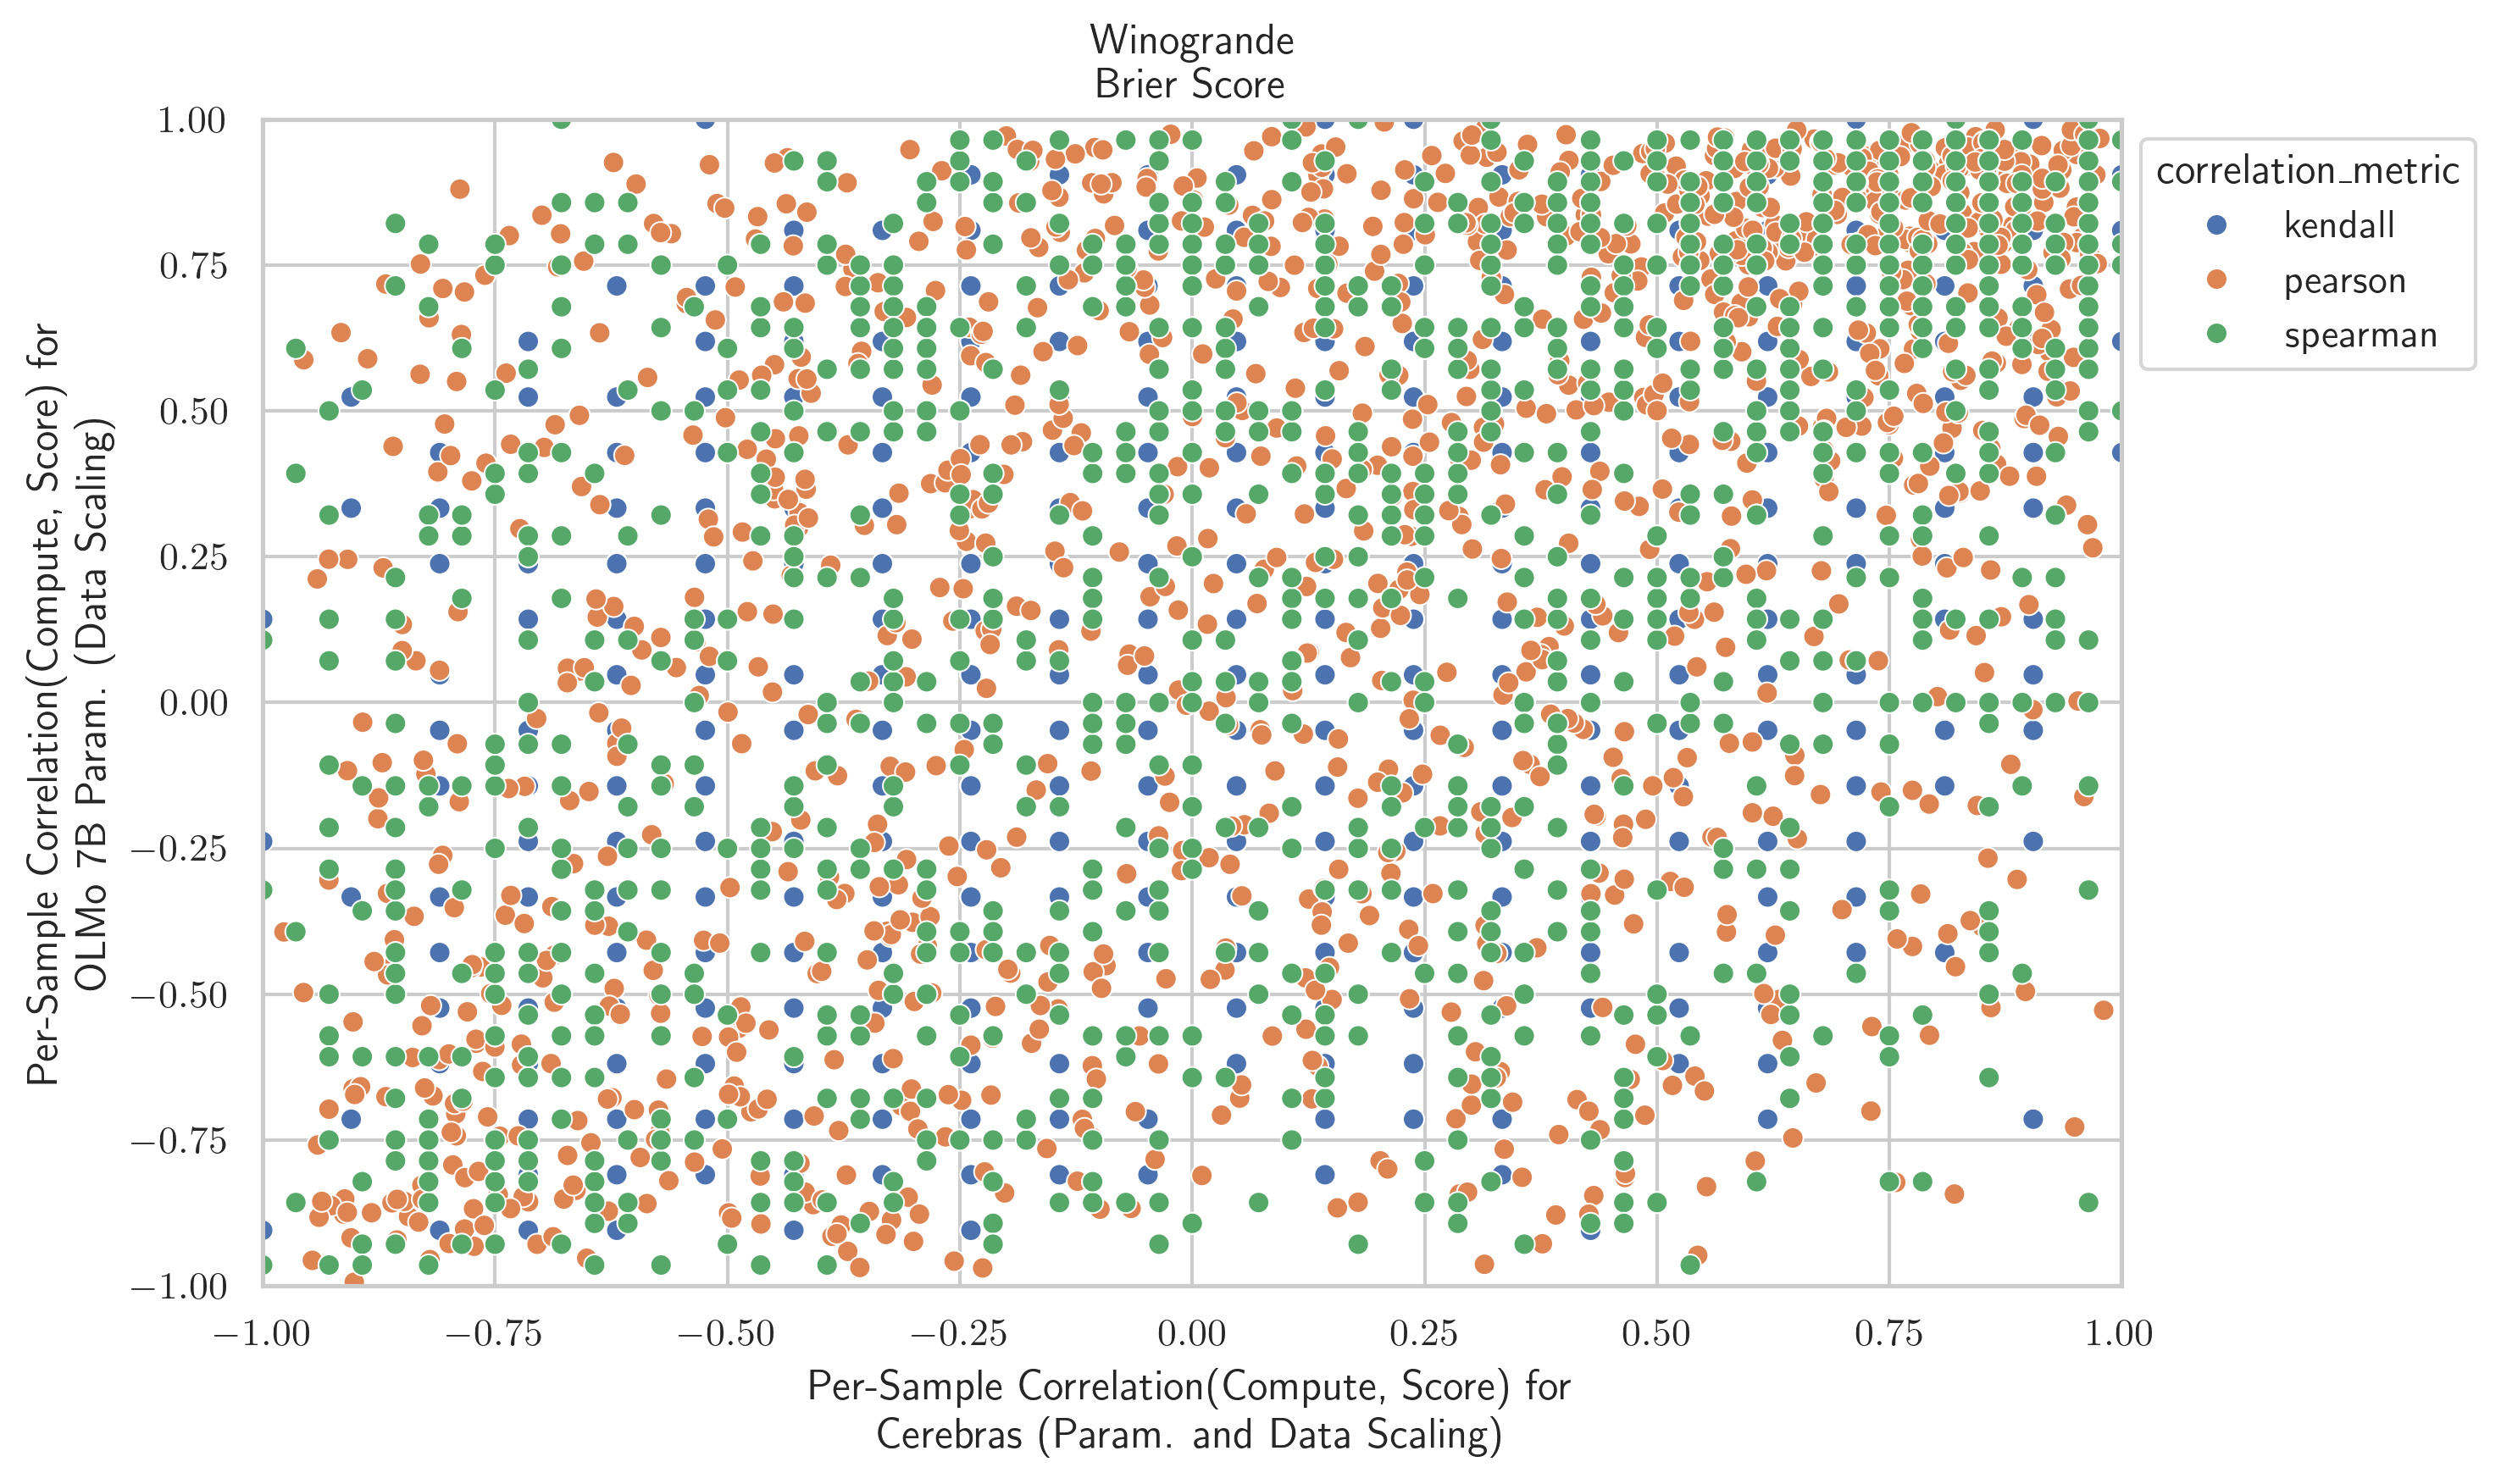 Winogrande
Brier Score
Per-Sample Correlation(Compute, Score) for
OLMo 7B Param. (Data Scaling)
1.00
0.75
0.50
0.25
0.00
−0.25
−0.50
−0.75
−1.00
−1.00 −0.75 −0.50 −0.25 0.00 0.25 0.50 0.75 1.00
Per-Sample Correlation(Compute, Score) for
Cerebras (Param. and Data Scaling)
correlation_metric
kendall
pearson
spearman